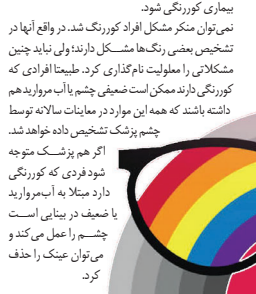 بیماری کوررنگی شود.
نمی‌توان منکر مشکل افراد کوررنگ شد. در واقع آنها در
تشخیص بعضی رنگ‌ها مشکل دارند؛ ولی نباید چنین
مشکلاتی را معلولیت نام‌گذاری کرد. طبیعتا افرادی که
کوررنگی دارند ممکن است ضعیفی چشم یا آب مروارید هم
داشته باشند که همه این موارد در معاینات سالانه توسط
چشم پزشک تشخیص داده خواهد شد.
اگر هم پزشک متوجه
شود فردی که کوررنگی
دارد مبتلا به آب‌مروارید
یا ضعیف در بینایی است
چشم را عمل می‌کند و
می‌توان عینک را حذف
کرد.